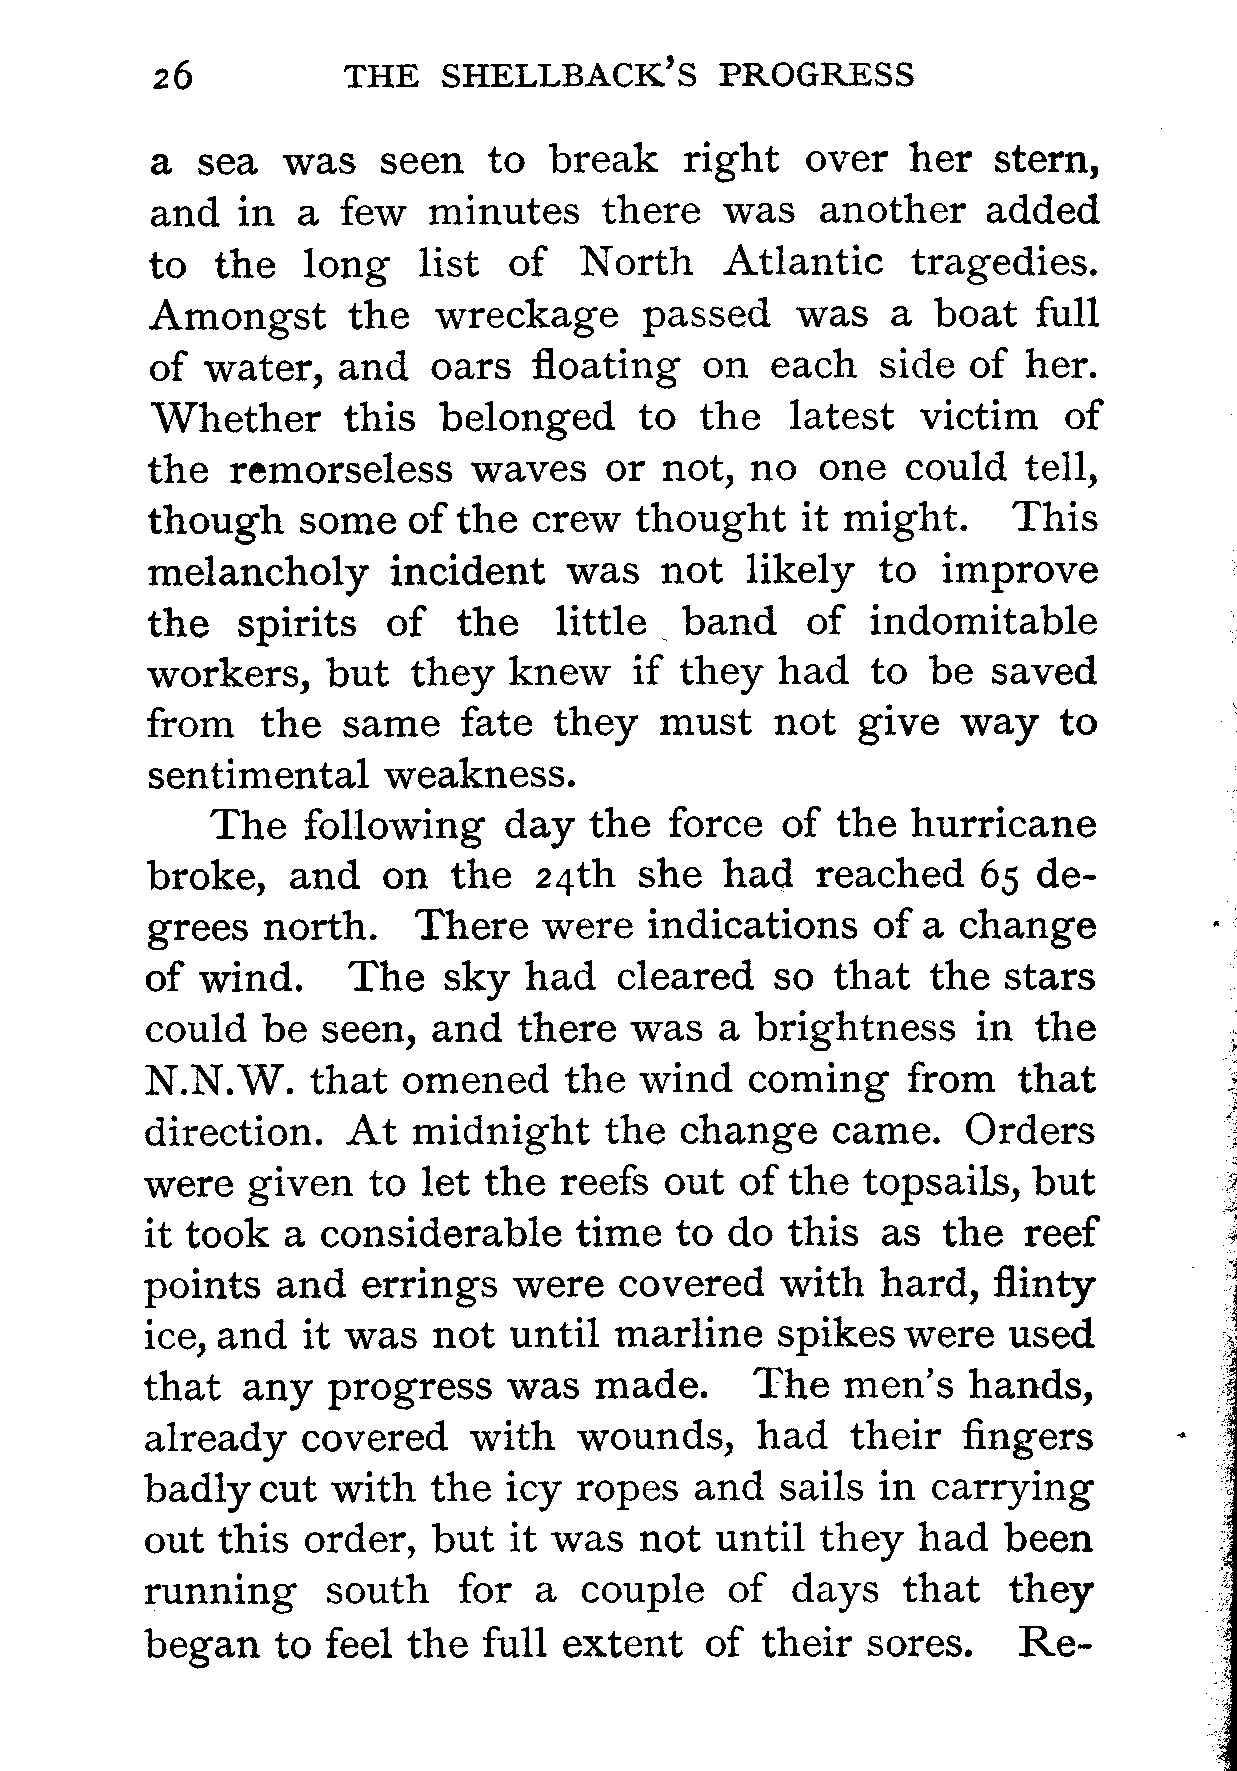 26 THE SHELLBACK'S PROGRESS
a sea was seen to break right over her stern,
and in a few minutes there was another added
to the long list of North Atlantic tragedies.
Amongst the wreckage passed was a boat full
of water, and oars floating on each side of her.
Whether this belonged to the latest victim of
the remorseless waves or not, no one could tell,
though some of the crew thought it might. This
melancholy incident was not likely to improve
the spirits of the little band of indomitable
workers, but they knew if they had to be saved
from the same fate they must not give way to
sentimental weakness.
The following day the force of the hurricane
broke, and on the 24th she had reached 65 de-
grees north. There were indications of a change
of wind. The sky had cleared so that the stars
could be seen, and there was a brightness in the
N.N.W. that omened the wind coming from that
direction. At midnight the change came. Orders
were given to let the reefs out of the topsails, but
it took a considerable time to do this as the reef
points and errings were covered with hard, flinty
ice, and it was not until marline spikes were used
that any progress was made. The men's hands,
already covered with wounds, had their fingers
badly cut with the icy ropes and sails in carrying
out this order, but it was not until they had been
running south for a couple of days that they
began to feel the full extent of their sores. Re-